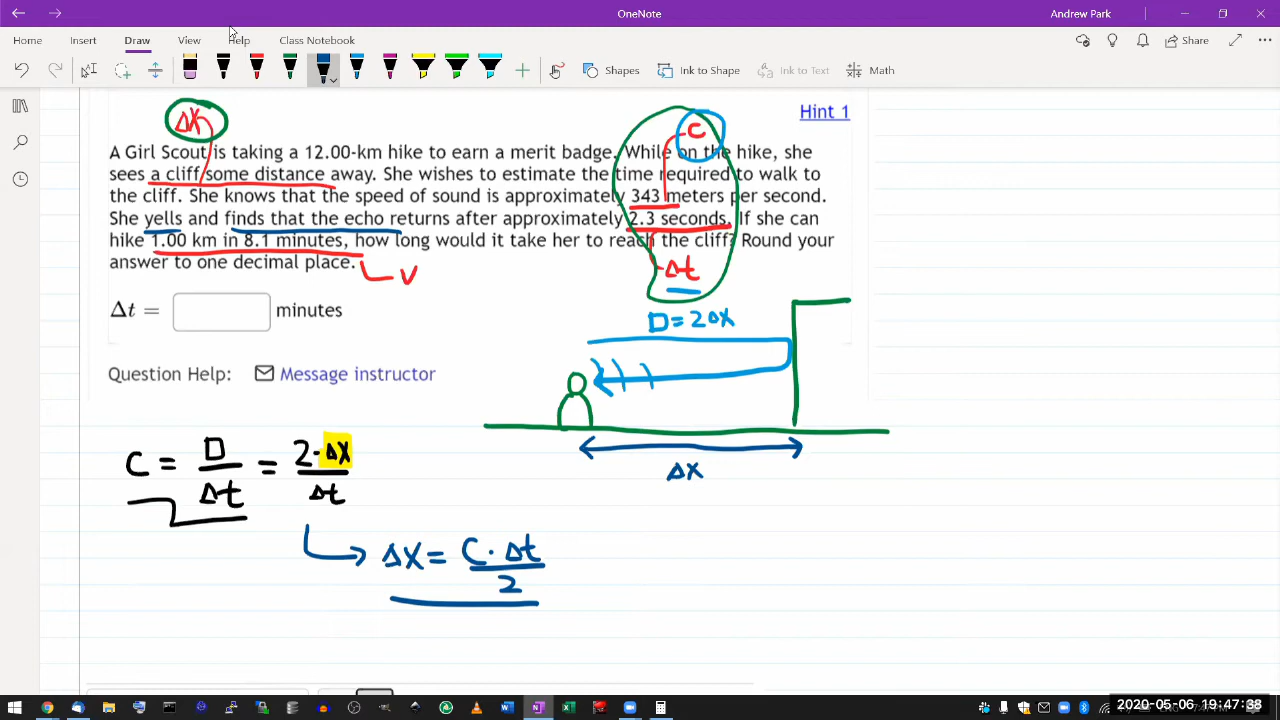 OneNote
Andrew Park
Home Insert Draw View Help Class Notebook
Share
Shapes Ink to Shape Ink to Text Math
Δx
c
Hint 1
A Girl Scout is taking a 12.00-km hike to earn a merit badge. While on the hike, she
sees a cliff some distance away. She wishes to estimate the time required to walk to
the cliff. She knows that the speed of sound is approximately 343 meters per second.
She yells and finds that the echo returns after approximately 2.3 seconds. If she can
hike 1.00 km in 8.1 minutes, how long would it take her to reach the cliff? Round your
answer to one decimal place.
v
Δt
Δt = minutes
D = 2Δx
Question Help: Message instructor
c = D/Δt = 2·Δx/Δt
Δx
Δx = c·Δt/2
2020-05-06 19:47:38